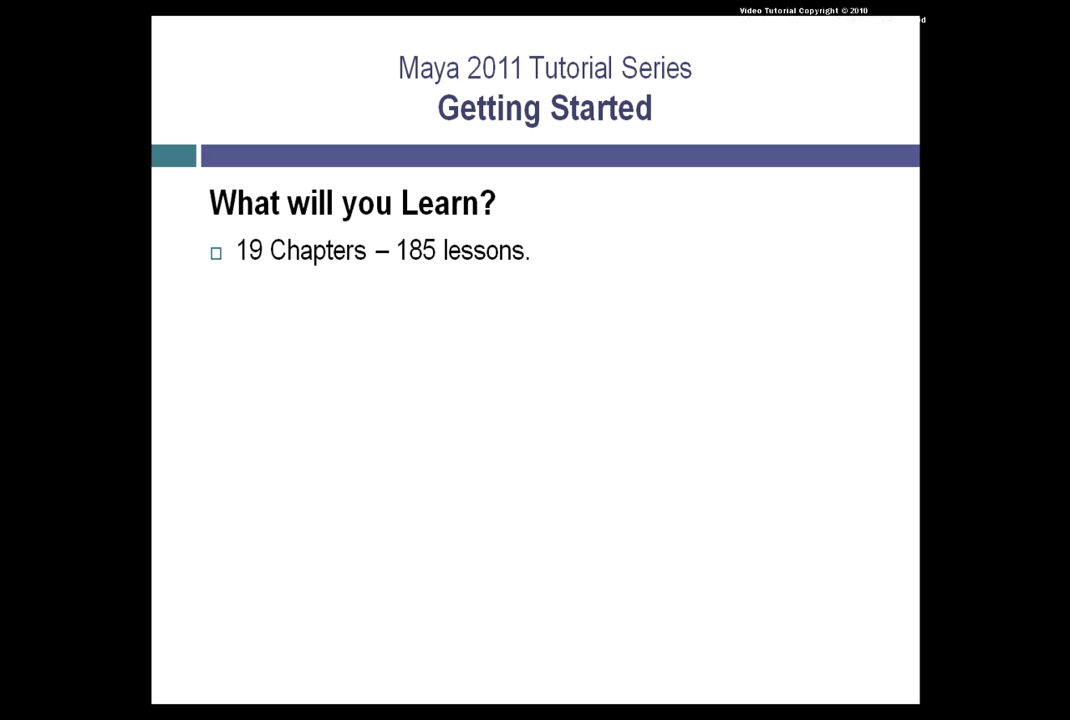 Video Tutorial Copyright © 2010
Maya 2011 Tutorial Series
Getting Started
What will you Learn?
19 Chapters – 185 lessons.